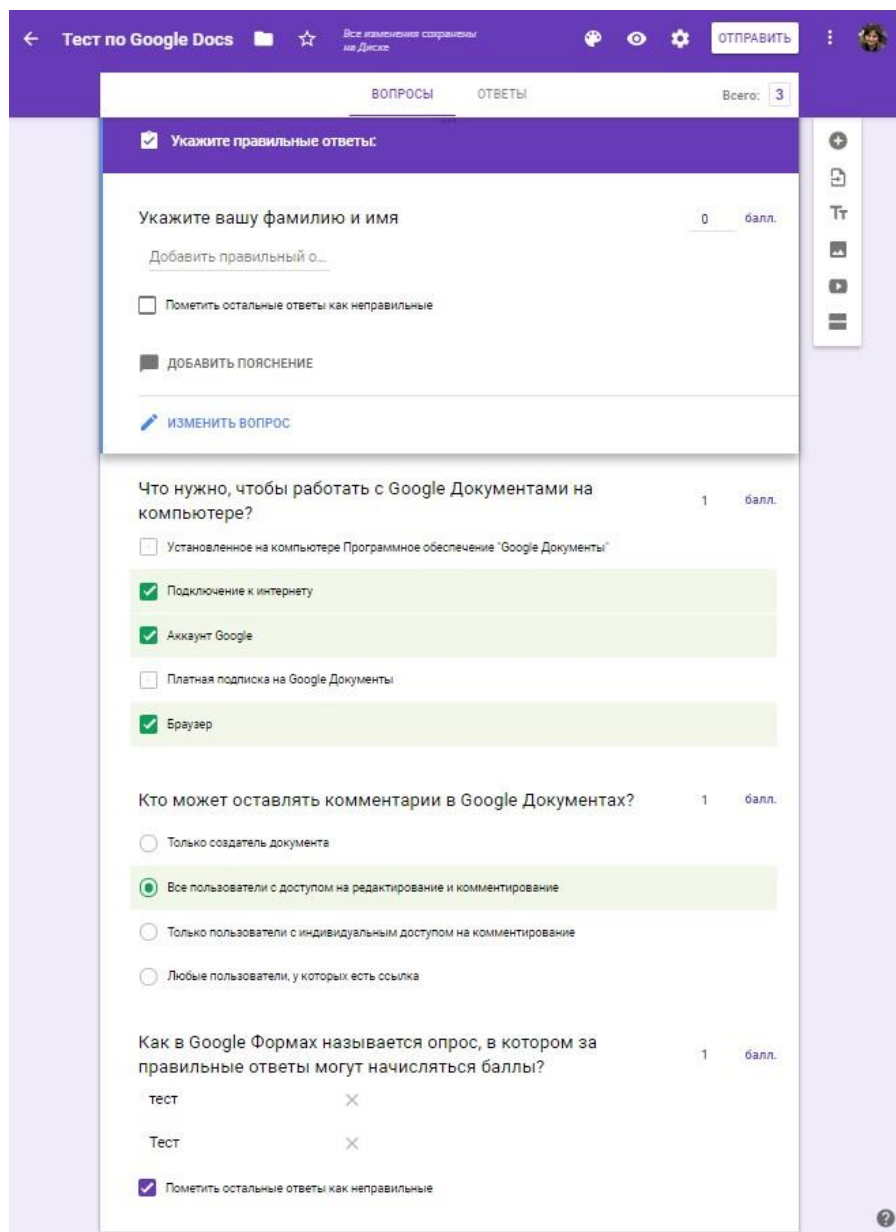 Тест по Google Docs
Все изменения сохранены
на Диске
ОТПРАВИТЬ
ВОПРОСЫ ОТВЕТЫ Всего: 3
Укажите правильные ответы:
Укажите вашу фамилию и имя 0 балл.
Добавить правильный о...
Пометить остальные ответы как неправильные
ДОБАВИТЬ ПОЯСНЕНИЕ
ИЗМЕНИТЬ ВОПРОС
Что нужно, чтобы работать с Google Документами на
компьютере? 1 балл.
Установленное на компьютере Программное обеспечение "Google Документы"
Подключение к интернету
Аккаунт Google
Платная подписка на Google Документы
Браузер
Кто может оставлять комментарии в Google Документах? 1 балл.
Только создатель документа
Все пользователи с доступом на редактирование и комментирование
Только пользователи с индивидуальным доступом на комментирование
Любые пользователи, у которых есть ссылка
Как в Google Формах называется опрос, в котором за
правильные ответы могут начисляться баллы? 1 балл.
тест
Тест
Пометить остальные ответы как неправильные